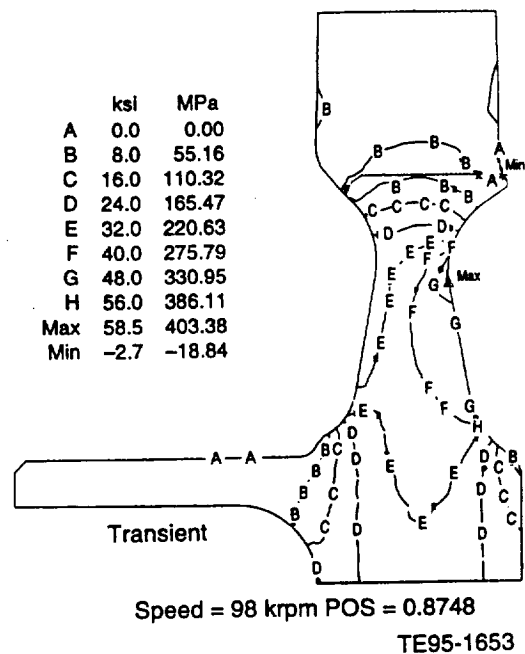 ksi MPa
A 0.0 0.00
B 8.0 55.16
C 16.0 110.32
D 24.0 165.47
E 32.0 220.63
F 40.0 275.79
G 48.0 330.95
H 56.0 386.11
Max 58.5 403.38
Min −2.7 −18.84
B
A
Min
B B B B
A
B B B
C C C C
D D
E E E F
F
E
G Max
E F
G
E
F
F
G
E H
A A
B C D D B
B C D E E D C
B C D E D C
D D
Transient
Speed = 98 krpm POS = 0.8748
TE95-1653